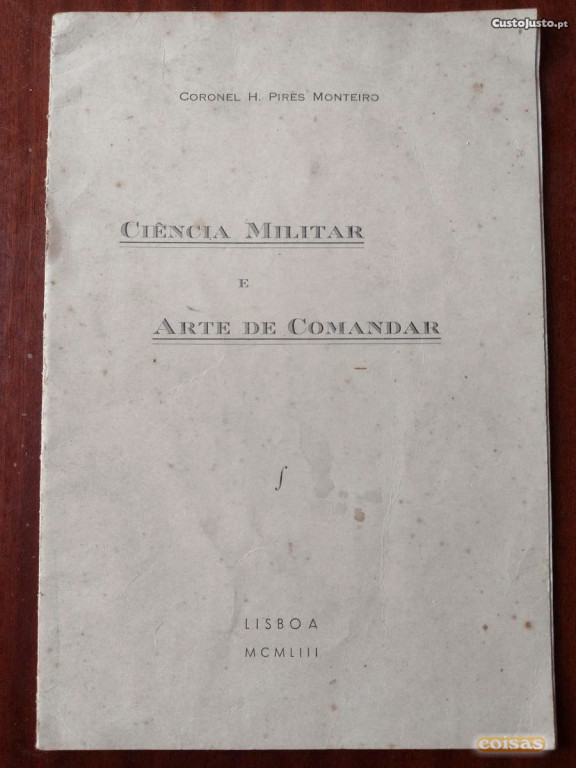 CustoJusto.pt
CORONEL H. PIRES MONTEIRO
CIÊNCIA MILITAR
E
ARTE DE COMANDAR
∫
LISBOA
MCMLIII
coisas